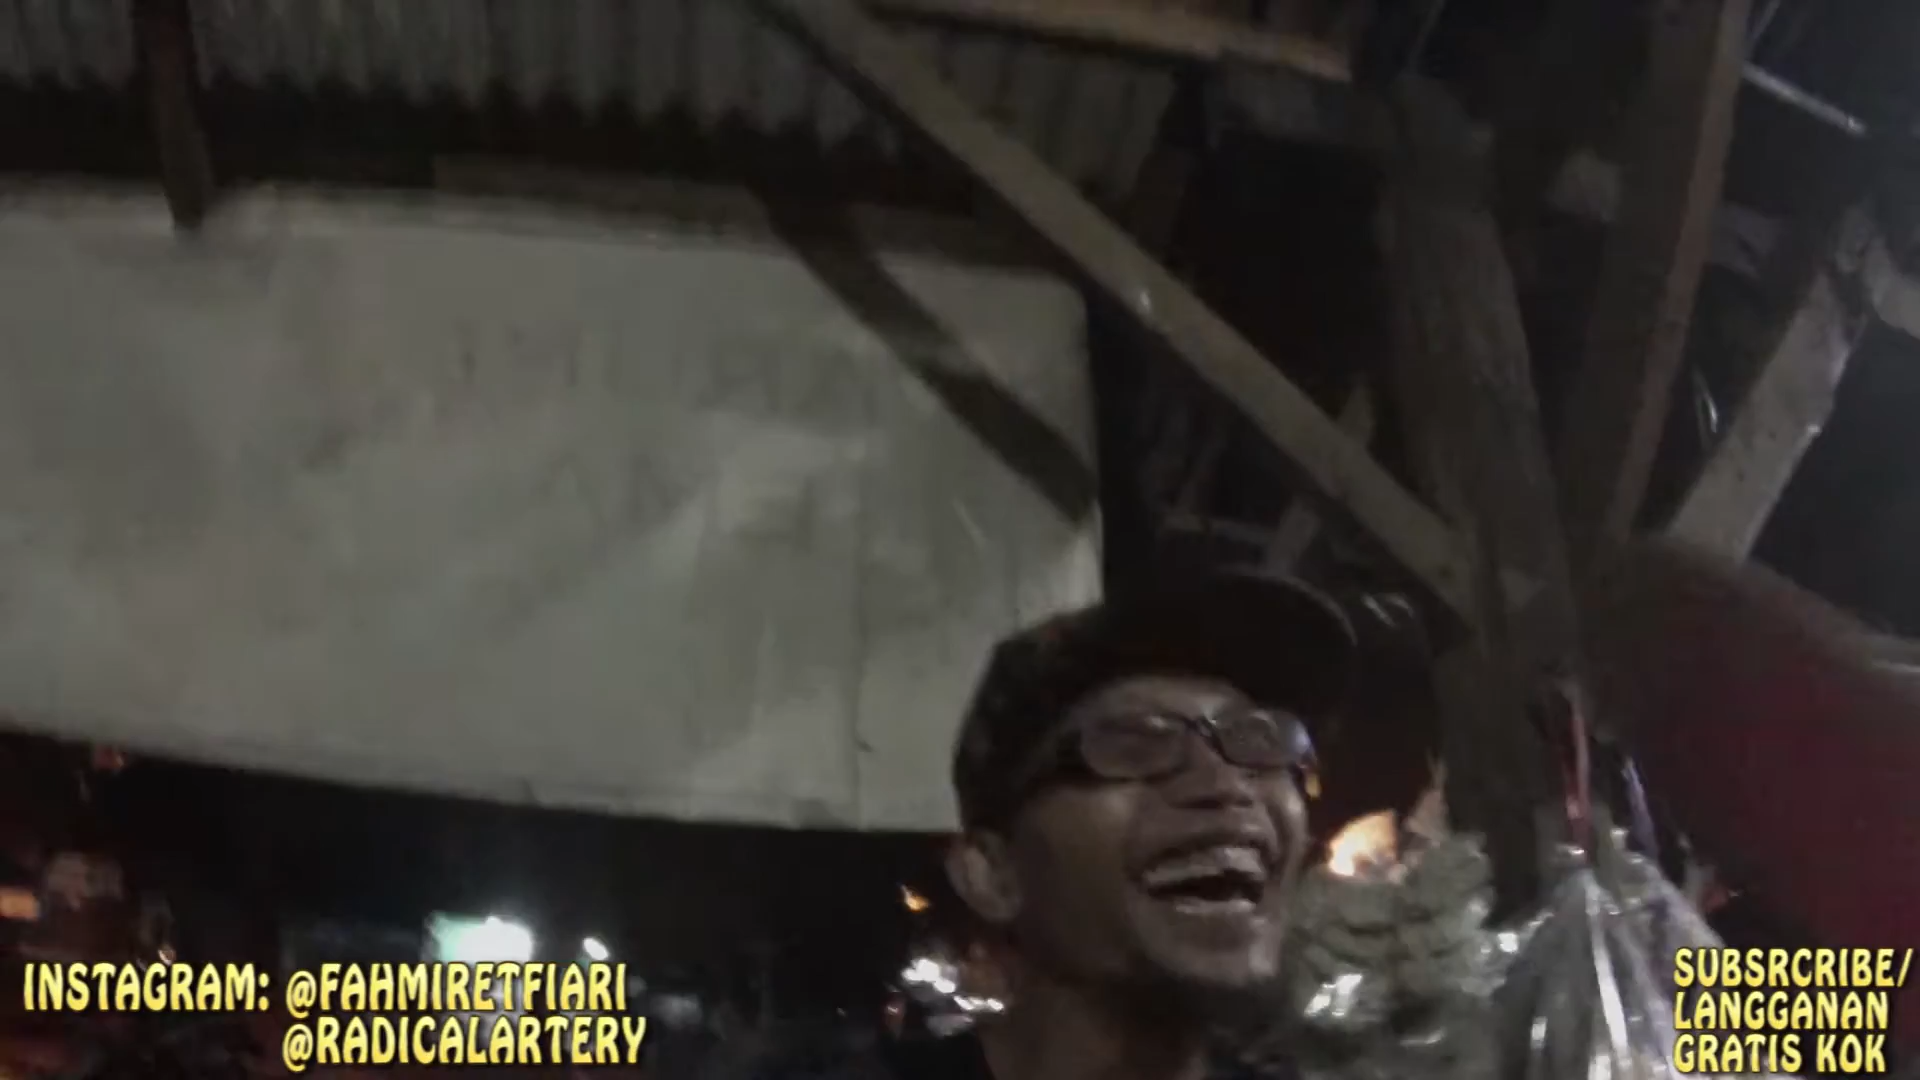 INSTAGRAM: @FAHMIRETFIARI
@RADICALARTERY
SUBSRCRIBE/
LANGGANAN
GRATIS KOK